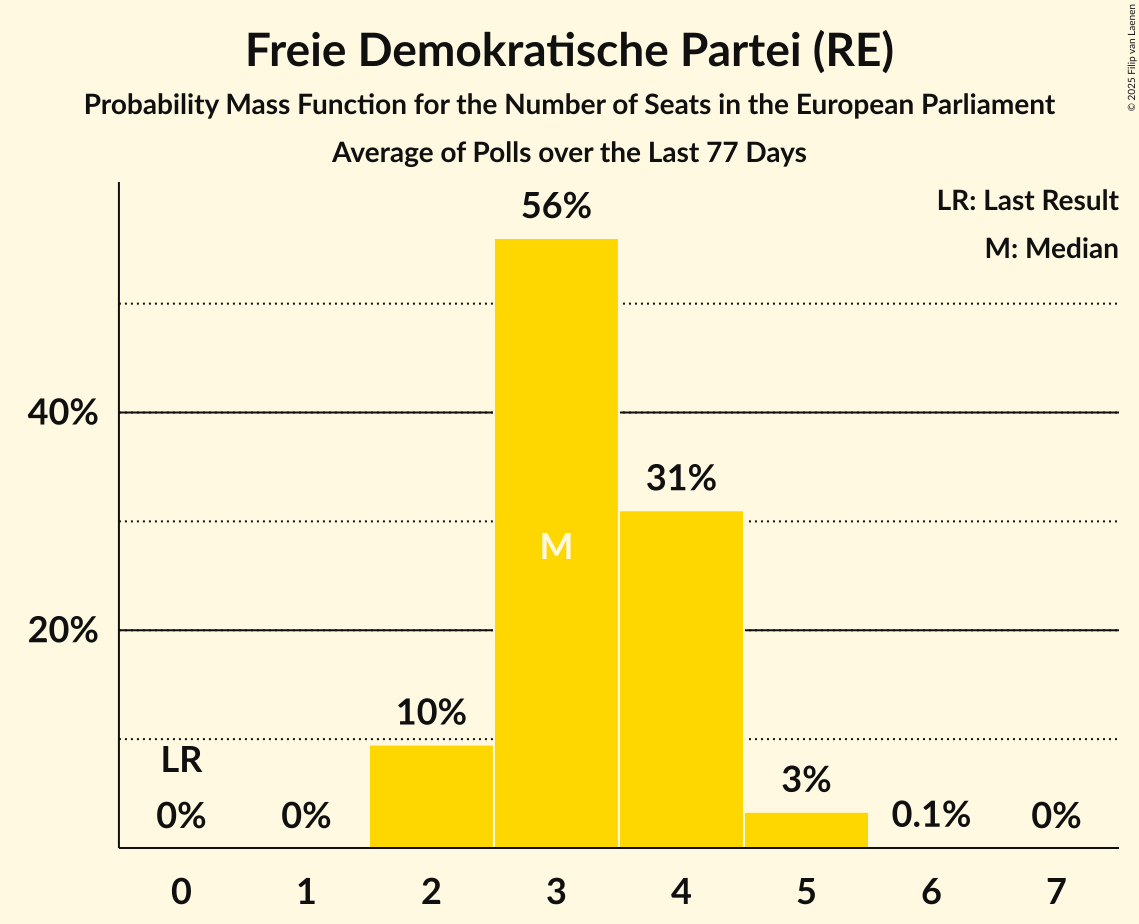 Freie Demokratische Partei (RE)
Probability Mass Function for the Number of Seats in the European Parliament
Average of Polls over the Last 77 Days
© 2025 Filip van Laenen
LR: Last Result
M: Median
56%
40%
31%
M
20%
10%
LR
3%
0%
0%
0.1%
0%
0 1 2 3 4 5 6 7